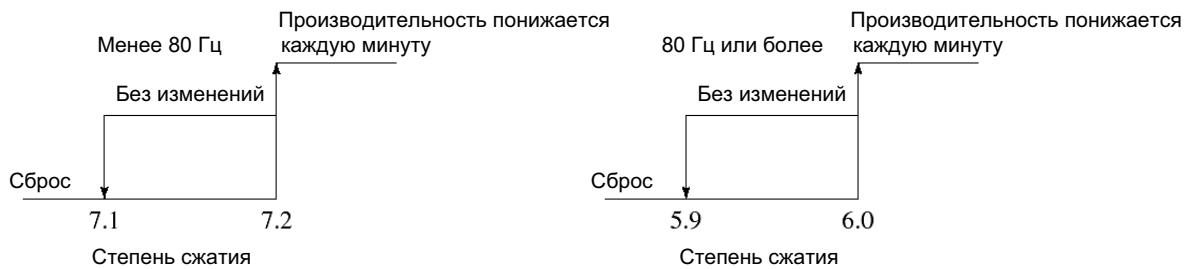 Производительность понижается
Менее 80 Гц
каждую минуту
Без изменений
Сброс
7.1
7.2
Степень сжатия
Производительность понижается
80 Гц или более
каждую минуту
Без изменений
Сброс
5.9
6.0
Степень сжатия